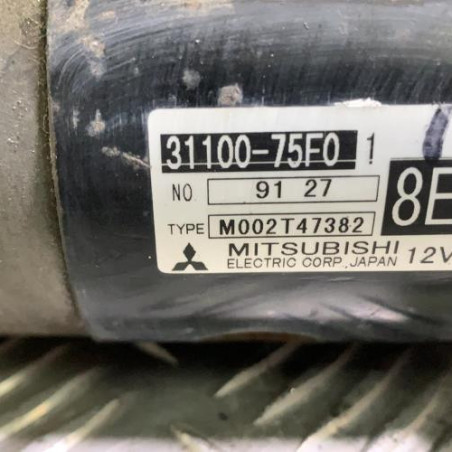 31100-75F0 1
NO 91 27
8E
TYPE M002T47382
MITSUBISHI
ELECTRIC CORP.,JAPAN 12V